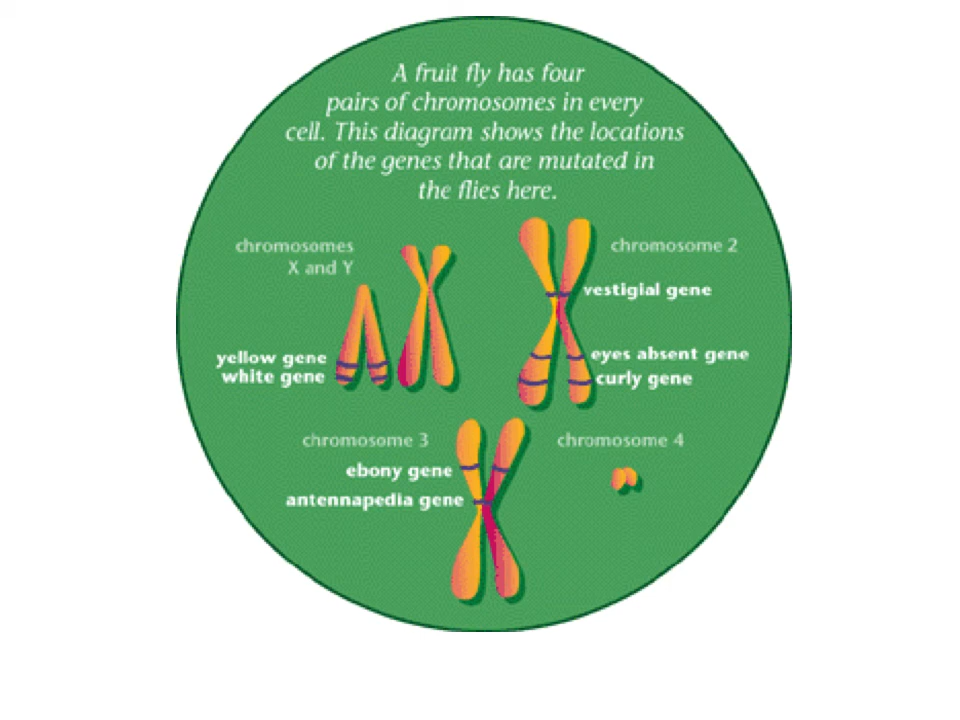 A fruit fly has four
pairs of chromosomes in every
cell. This diagram shows the locations
of the genes that are mutated in
the flies here.
chromosomes
X and Y
yellow gene
white gene
chromosome 2
vestigial gene
eyes absent gene
curly gene
chromosome 3
ebony gene
antennapedia gene
chromosome 4